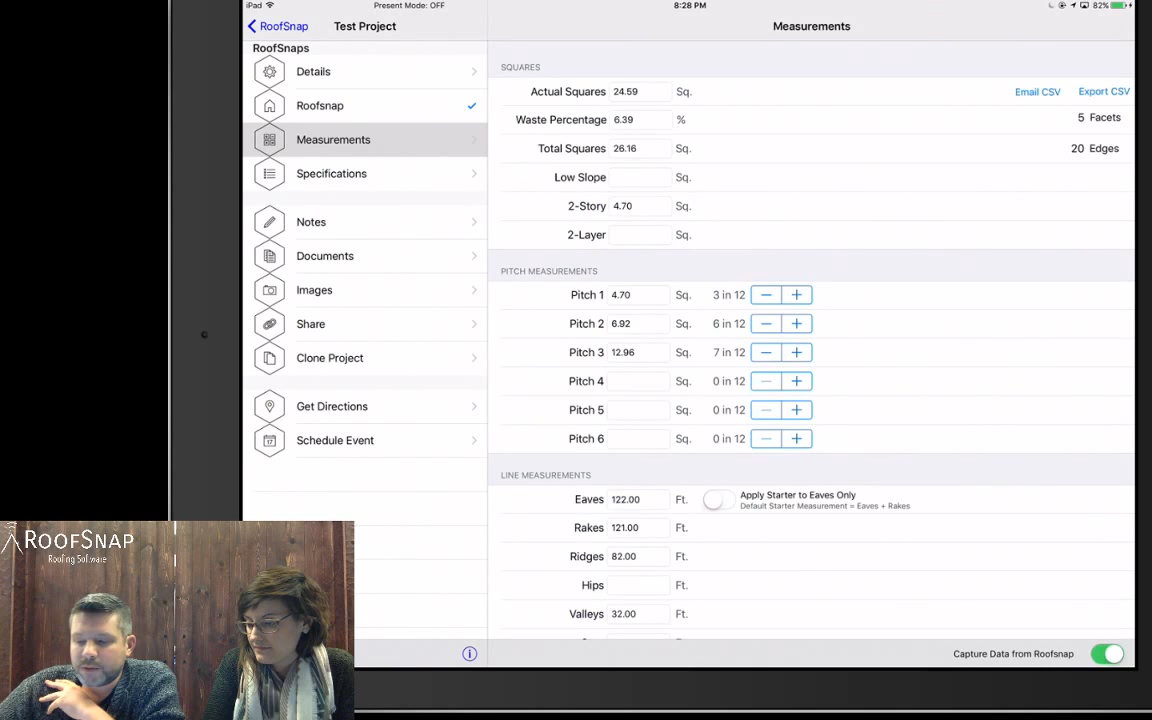 iPad
Present Mode: OFF
8:28 PM
82%
RoofSnap
Test Project
Measurements
RoofSnaps
Details
Roofsnap
Measurements
Specifications
Notes
Documents
Images
Share
Clone Project
Get Directions
17
Schedule Event
SQUARES
Actual Squares 24.59 Sq.
Email CSV Export CSV
Waste Percentage 6.39 %
5 Facets
Total Squares 26.16 Sq.
20 Edges
Low Slope Sq.
2-Story 4.70 Sq.
2-Layer Sq.
PITCH MEASUREMENTS
Pitch 1 4.70 Sq. 3 in 12 − +
Pitch 2 6.92 Sq. 6 in 12 − +
Pitch 3 12.96 Sq. 7 in 12 − +
Pitch 4 Sq. 0 in 12 − +
Pitch 5 Sq. 0 in 12 − +
Pitch 6 Sq. 0 in 12 − +
LINE MEASUREMENTS
Eaves 122.00 Ft.
Apply Starter to Eaves Only
Default Starter Measurement = Eaves + Rakes
Rakes 121.00 Ft.
Ridges 82.00 Ft.
Hips Ft.
Valleys 32.00 Ft.
Capture Data from Roofsnap
ROOFSNAP
Roofing Software